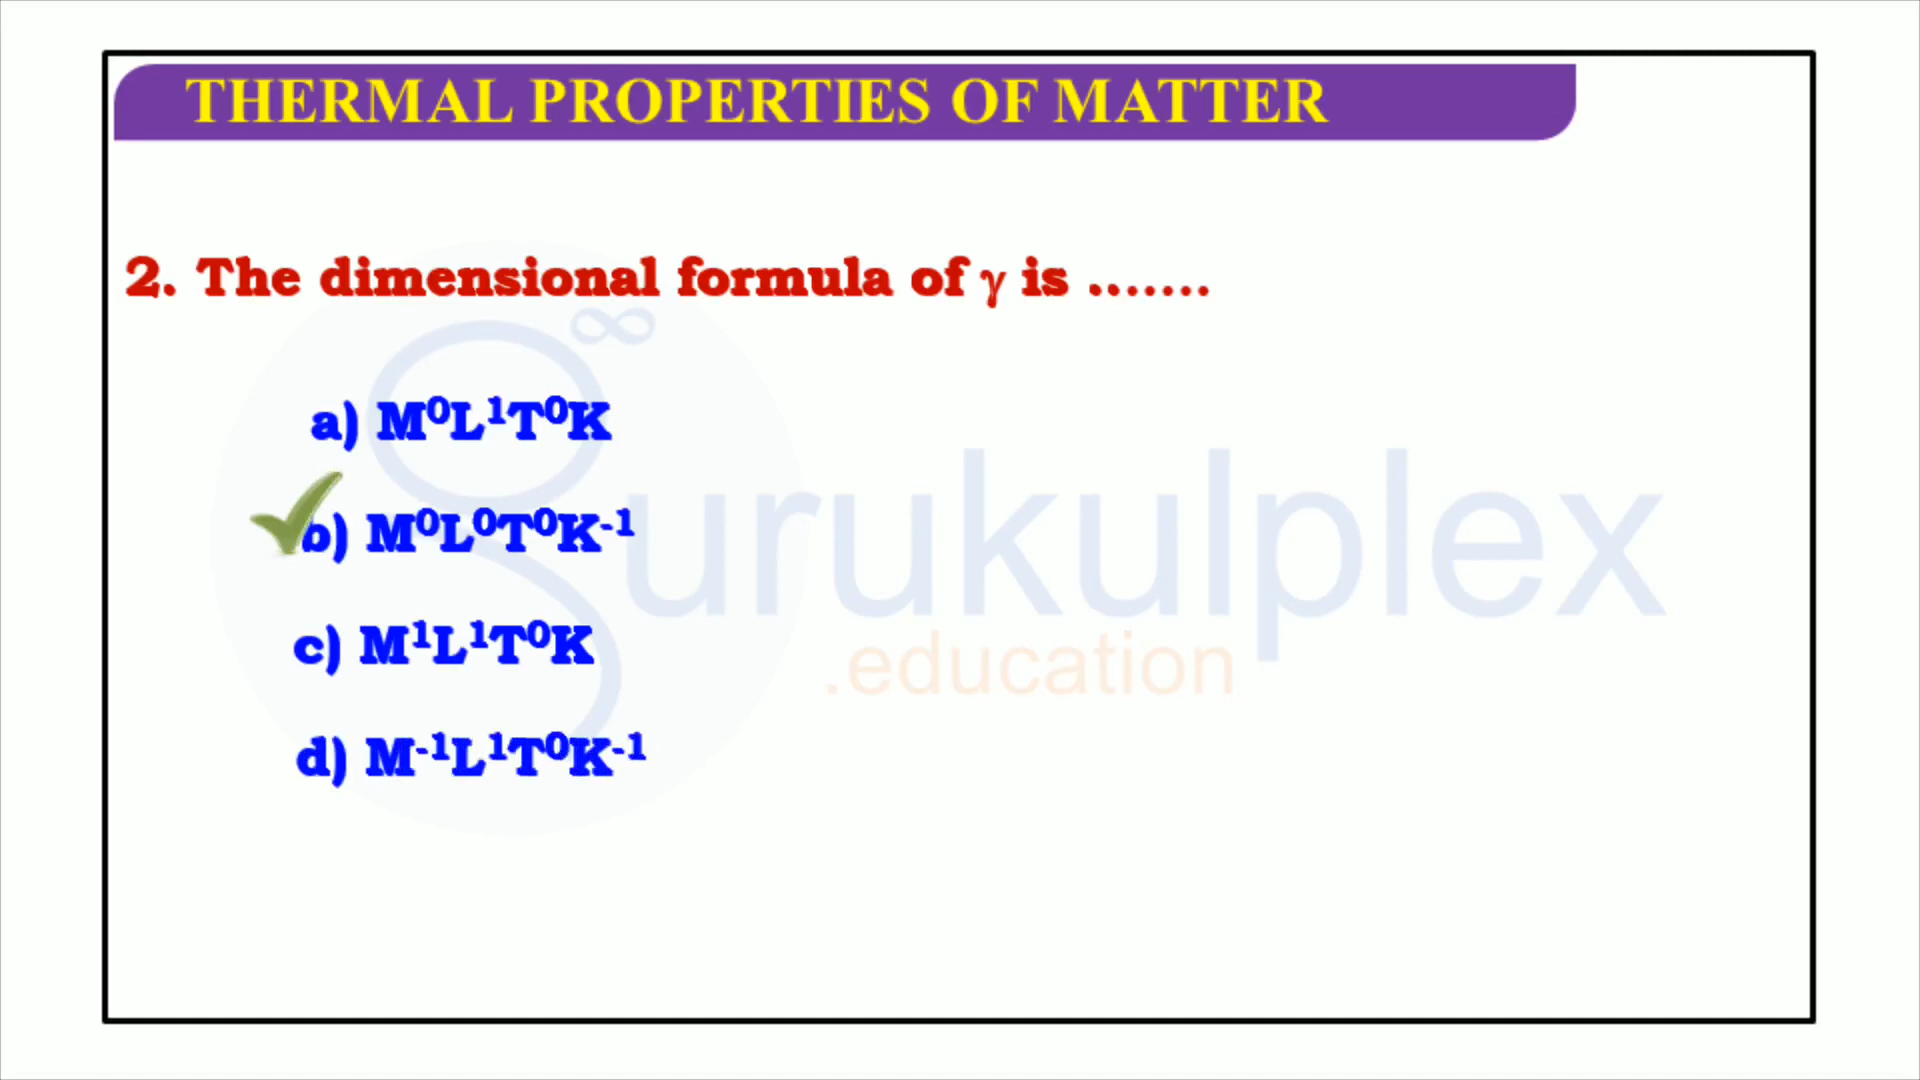 THERMAL PROPERTIES OF MATTER
2. The dimensional formula of γ is .......
a) M⁰L¹T⁰K
b) M⁰L⁰T⁰K⁻¹
c) M¹L¹T⁰K
d) M⁻¹L¹T⁰K⁻¹
gurukulplex
.education